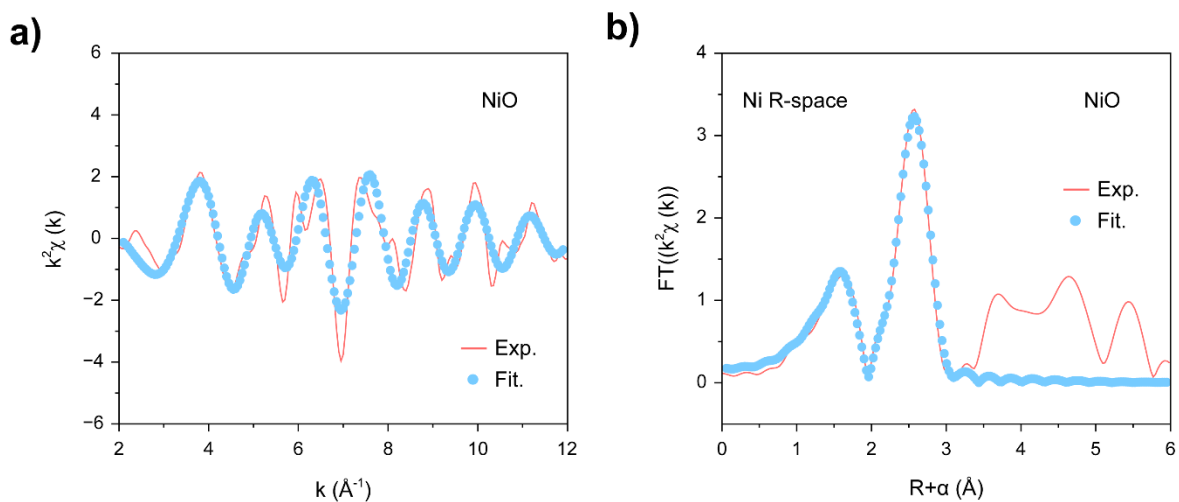 a)
6
4
2
0
−2
−4
−6
k²χ (k)
NiO
Exp.
Fit.
2
4
6
8
10
12
k (Å⁻¹)
b)
4
3
2
1
0
FT((k²χ (k))
Ni R-space
NiO
Exp.
Fit.
0
1
2
3
4
5
6
R+α (Å)